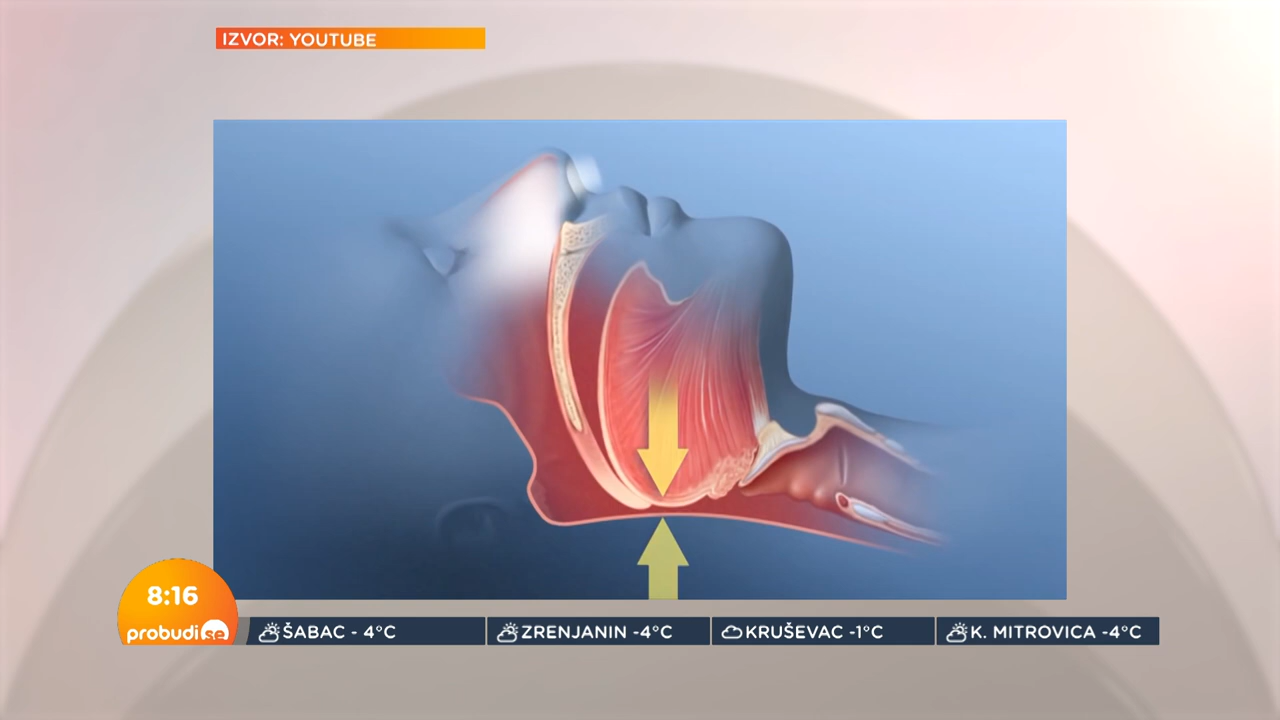 IZVOR: YOUTUBE
8:16
probudi se
ŠABAC - 4°C
ZRENJANIN -4°C
KRUŠEVAC -1°C
K. MITROVICA -4°C